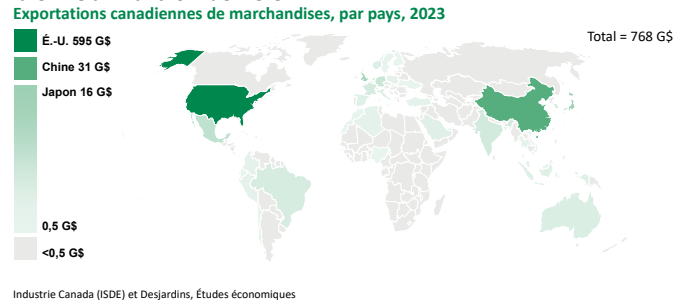 Exportations canadiennes de marchandises, par pays, 2023
Total = 768 G$
É.-U. 595 G$
Chine 31 G$
Japon 16 G$
0,5 G$
<0,5 G$
Industrie Canada (ISDE) et Desjardins, Études économiques